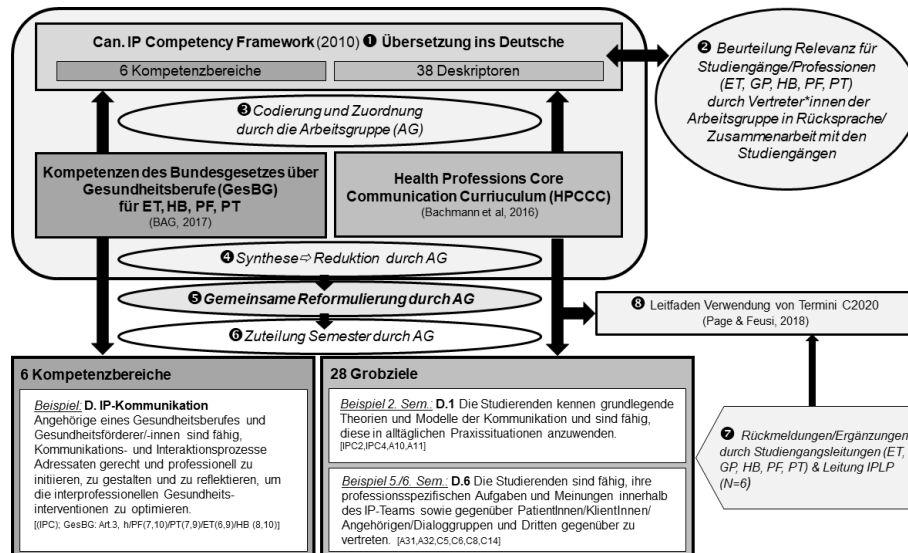 Can. IP Competency Framework (2010) ❶ Übersetzung ins Deutsche
6 Kompetenzbereiche
38 Deskriptoren
❷ Beurteilung Relevanz für
Studiengänge/Professionen
(ET, GP, HB, PF, PT)
durch Vertreter*innen der
Arbeitsgruppe in Rücksprache/
Zusammenarbeit mit den
Studiengängen
❸ Codierung und Zuordnung
durch die Arbeitsgruppe (AG)
Kompetenzen des Bundesgesetzes über
Gesundheitsberufe (GesBG)
für ET, HB, PF, PT
(BAG, 2017)
Health Professions Core
Communication Curriuculum (HPCCC)
(Bachmann et al, 2016)
❹ Synthese⇨ Reduktion durch AG
❺ Gemeinsame Reformulierung durch AG
❻ Zuteilung Semester durch AG
❽ Leitfaden Verwendung von Termini C2020
(Page & Feusi, 2018)
6 Kompetenzbereiche
Beispiel: D. IP-Kommunikation
Angehörige eines Gesundheitsberufes und
Gesundheitsförderer/-innen sind fähig,
Kommunikations- und Interaktionsprozesse
Adressaten gerecht und professionell zu
initiieren, zu gestalten und zu reflektieren, um
die interprofessionellen Gesundheits-
interventionen zu optimieren.
[(IPC); GesBG: Art.3, h/PF(7,10)/PT(7,9)/ET(6,9)/HB (8,10)]
28 Grobziele
Beispiel 2. Sem.: D.1 Die Studierenden kennen grundlegende
Theorien und Modelle der Kommunikation und sind fähig,
diese in alltäglichen Praxissituationen anzuwenden.
[IPC2,IPC4,A10,A11]
Beispiel 5./6. Sem.: D.6 Die Studierenden sind fähig, ihre
professionsspezifischen Aufgaben und Meinungen innerhalb
des IP-Teams sowie gegenüber PatientInnen/KlientInnen/
Angehörigen/Dialoggruppen und Dritten gegenüber zu
vertreten. [A31,A32,C5,C6,C8,C14]
❼ Rückmeldungen/Ergänzungen
durch Studiengangsleitungen (ET,
GP, HB, PF, PT) & Leitung IPLP
(N=6)